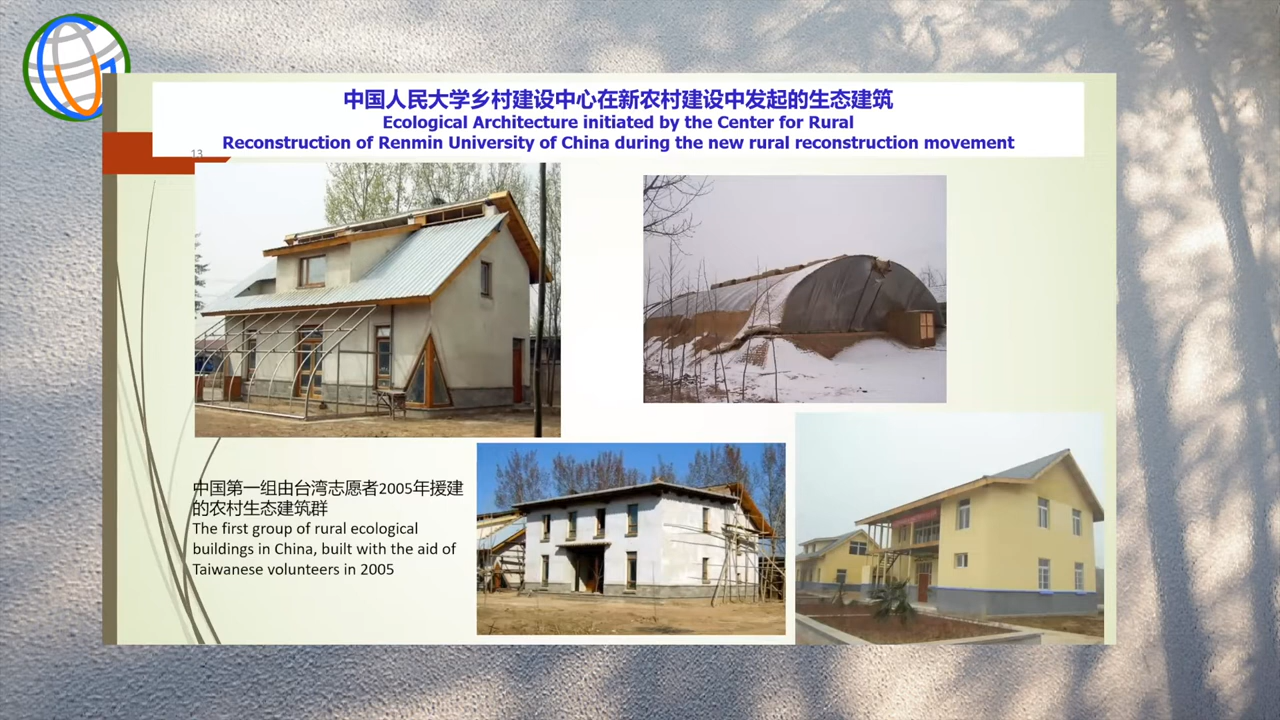 中国人民大学乡村建设中心在新农村建设中发起的生态建筑
Ecological Architecture initiated by the Center for Rural
Reconstruction of Renmin University of China during the new rural reconstruction movement
13
中国第一组由台湾志愿者2005年援建
的农村生态建筑群
The first group of rural ecological
buildings in China, built with the aid of
Taiwanese volunteers in 2005